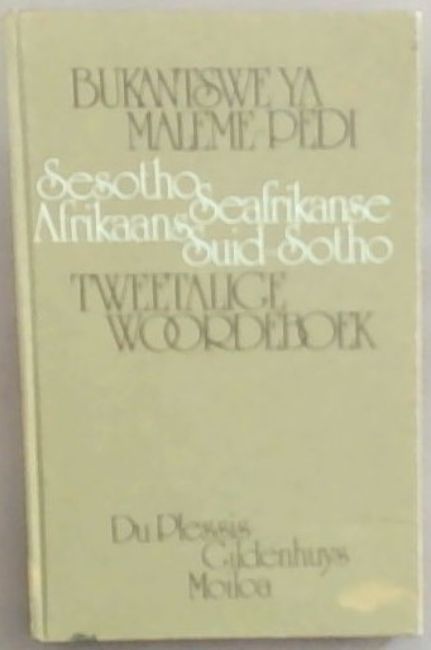 BUKANTSWE YA
MALEME-PEDI
Sesotho
Seafrikanse
Afrikaans
Suid-Sotho
TWEETALIGE
WOORDEBOEK
Du Plessis
Gildenhuys
Moiloa